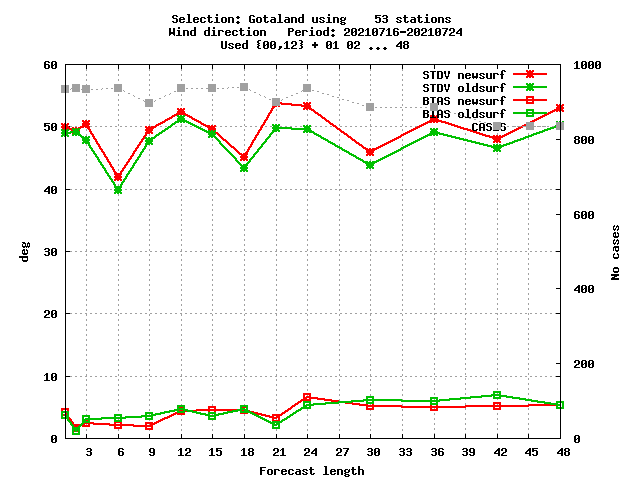 Selection: Gotaland using    53 stations
Wind direction   Period: 20210716-20210724
Used {00,12} + 01 02 ... 48
60
50
40
30
20
10
0
deg
1000
800
600
400
200
0
No cases
STDV newsurf
STDV oldsurf
BIAS newsurf
BIAS oldsurf
CASES
3 6 9 12 15 18 21 24 27 30 33 36 39 42 45 48
Forecast length